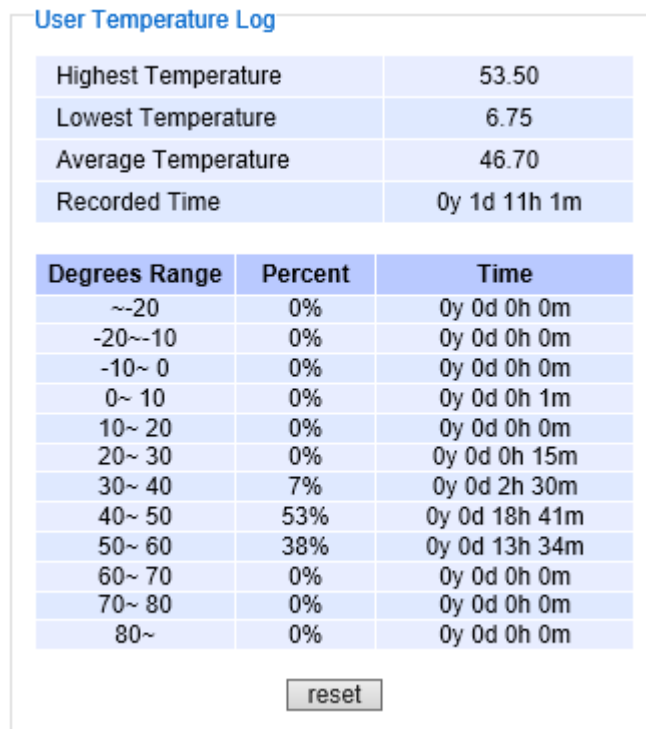 User Temperature Log
Highest Temperature 53.50
Lowest Temperature 6.75
Average Temperature 46.70
Recorded Time 0y 1d 11h 1m
Degrees Range Percent Time
~-20 0% 0y 0d 0h 0m
-20~-10 0% 0y 0d 0h 0m
-10~ 0 0% 0y 0d 0h 0m
0~ 10 0% 0y 0d 0h 1m
10~ 20 0% 0y 0d 0h 0m
20~ 30 0% 0y 0d 0h 15m
30~ 40 7% 0y 0d 2h 30m
40~ 50 53% 0y 0d 18h 41m
50~ 60 38% 0y 0d 13h 34m
60~ 70 0% 0y 0d 0h 0m
70~ 80 0% 0y 0d 0h 0m
80~ 0% 0y 0d 0h 0m
reset